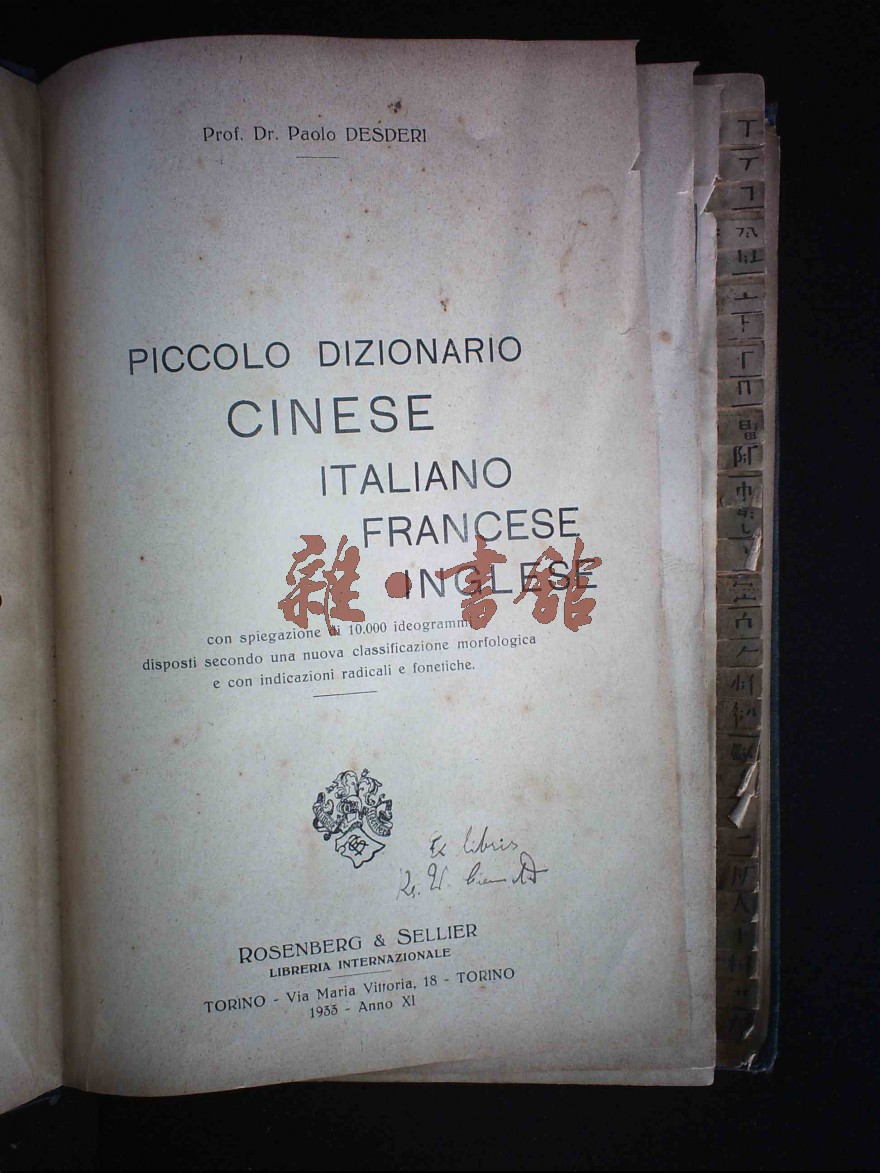 Prof. Dr. Paolo DESDERI
PICCOLO DIZIONARIO
CINESE
ITALIANO
FRANCESE
INGLESE
雜·書館
con spiegazione di 10.000 ideogrammi
disposti secondo una nuova classificazione morfologica
e con indicazioni radicali e fonetiche.
Ex libris
ROSENBERG & SELLIER
LIBRERIA INTERNAZIONALE
TORINO - Via Maria Vittoria, 18 - TORINO
1933 - Anno XI